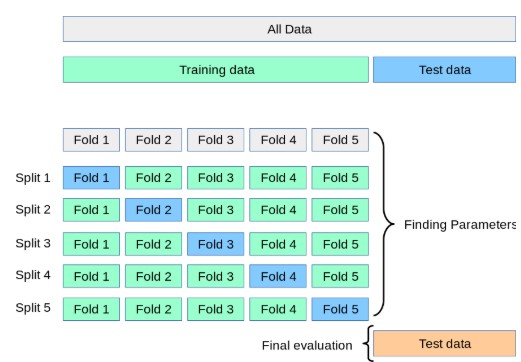 All Data
Training data Test data
Fold 1 Fold 2 Fold 3 Fold 4 Fold 5
Split 1 Fold 1 Fold 2 Fold 3 Fold 4 Fold 5
Split 2 Fold 1 Fold 2 Fold 3 Fold 4 Fold 5
Finding Parameters
Split 3 Fold 1 Fold 2 Fold 3 Fold 4 Fold 5
Split 4 Fold 1 Fold 2 Fold 3 Fold 4 Fold 5
Split 5 Fold 1 Fold 2 Fold 3 Fold 4 Fold 5
Final evaluation Test data